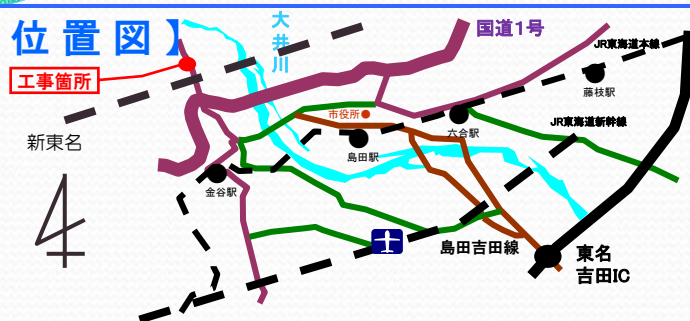 位置図】
大井川
国道1号
JR東海道本線
工事箇所
藤枝駅
市役所
六合駅
JR東海道新幹線
新東名
島田駅
金谷駅
島田吉田線
東名
吉田IC